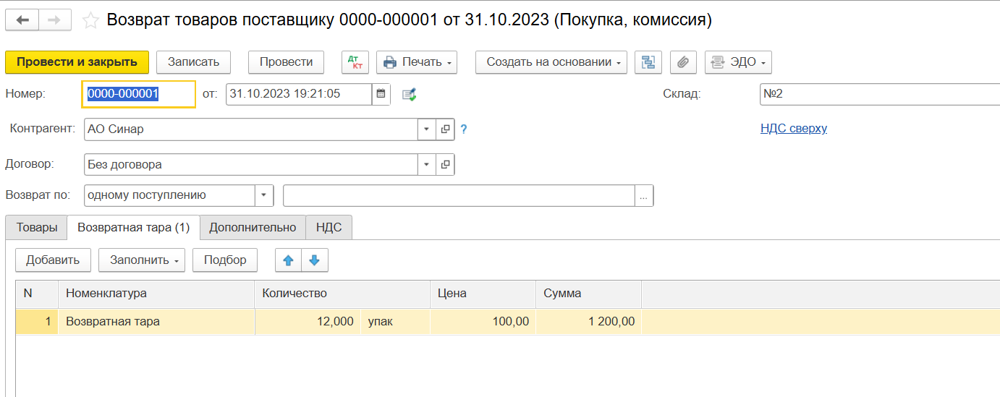 Возврат товаров поставщику 0000-000001 от 31.10.2023 (Покупка, комиссия)
Провести и закрыть Записать Провести Дт Кт Печать Создать на основании ЭДО
Номер: 0000-000001 от: 31.10.2023 19:21:05 Склад: №2
Контрагент: АО Синар ? НДС сверху
Договор: Без договора
Возврат по: одному поступлению ...
Товары Возвратная тара (1) Дополнительно НДС
Добавить Заполнить Подбор
N Номенклатура Количество Цена Сумма
1 Возвратная тара 12,000 упак 100,00 1 200,00